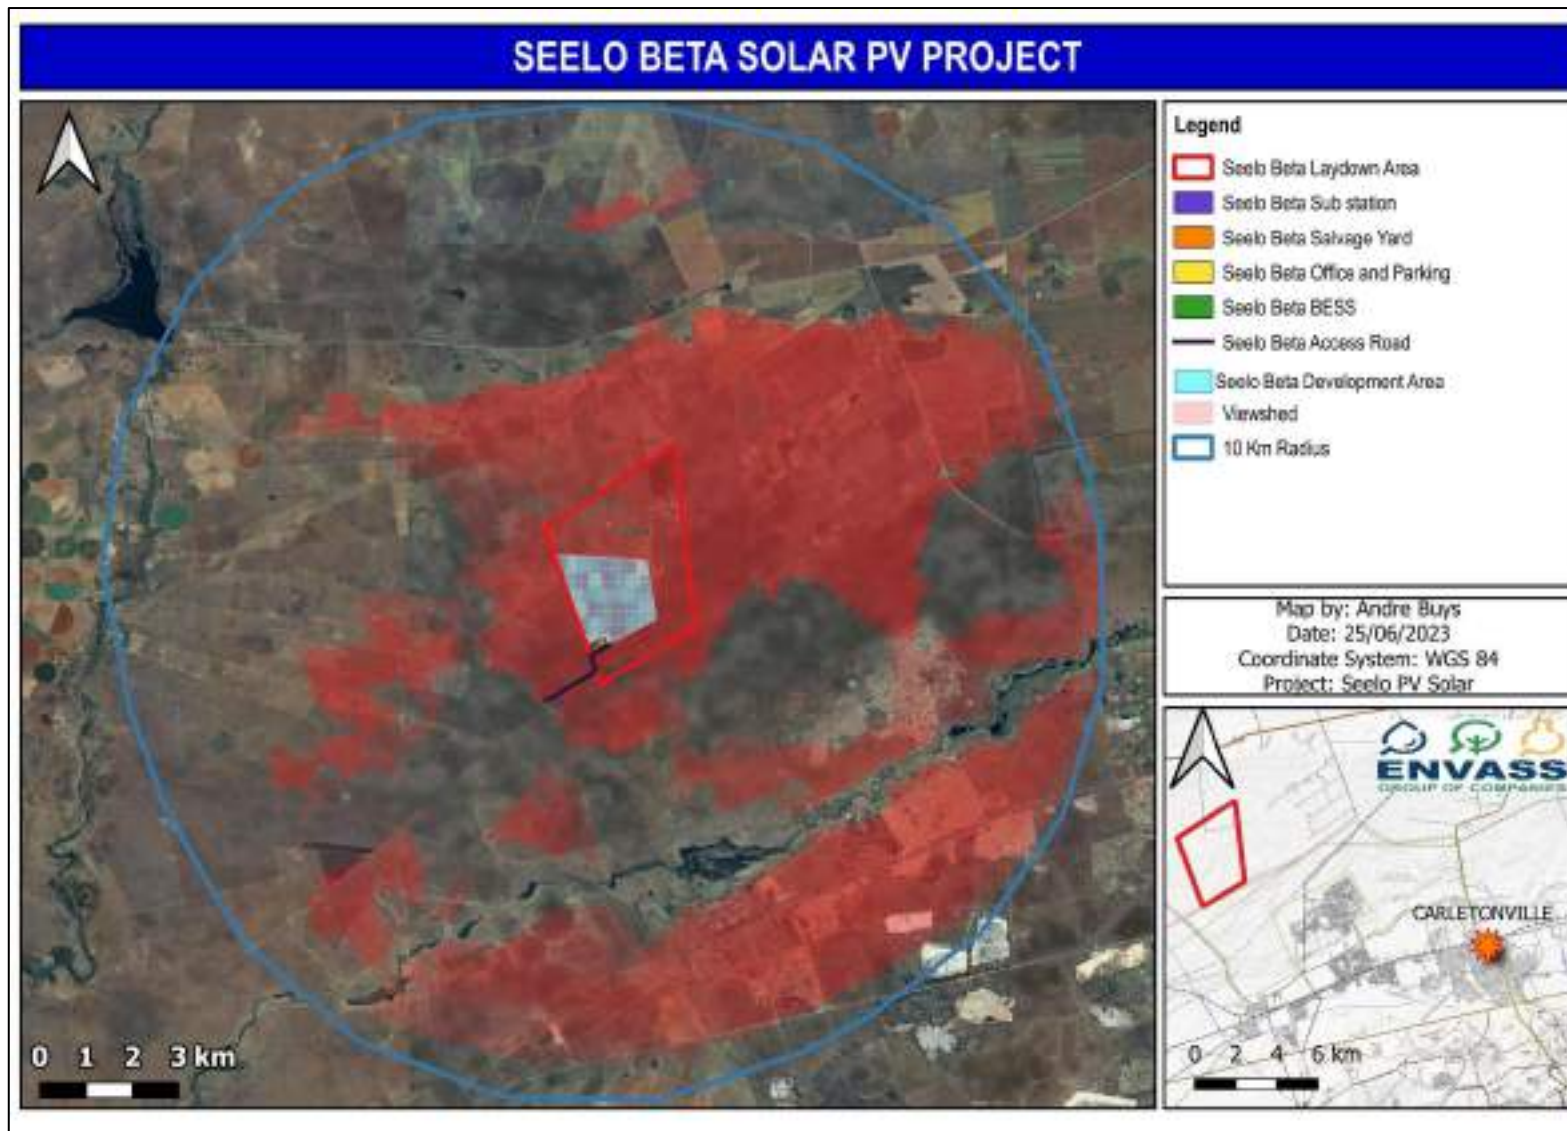 SEELO BETA SOLAR PV PROJECT
Legend
Seelo Beta Laydown Area
Seelo Beta Sub station
Seelo Beta Salvage Yard
Seelo Beta Office and Parking
Seelo Beta BESS
Seelo Beta Access Road
Seelo Beta Development Area
Viewshed
10 Km Radius
Map by: Andre Buys
Date: 25/06/2023
Coordinate System: WGS 84
Project: Seelo PV Solar
ENVASS
GROUP OF COMPANIES
CARLETONVILLE
0 2 4 6 km
0 1 2 3 km